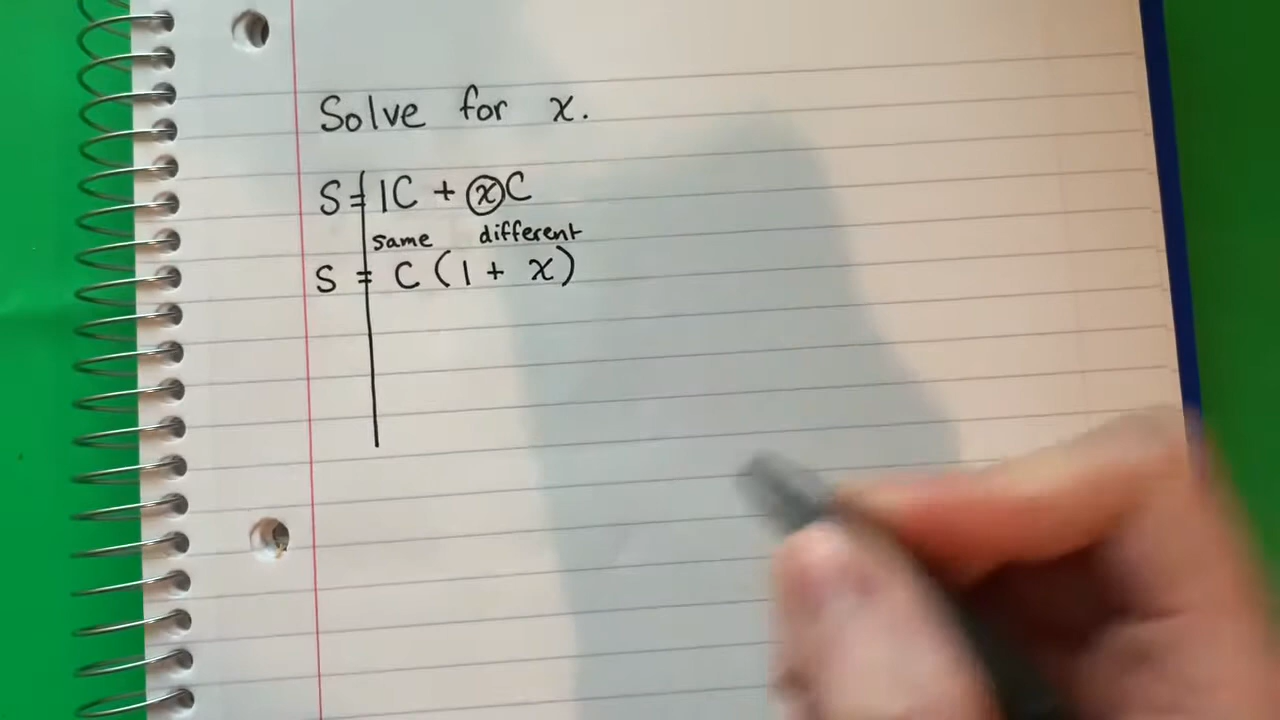 Solve for x.
S = 1C + xC
same different
S = C (1 + x)